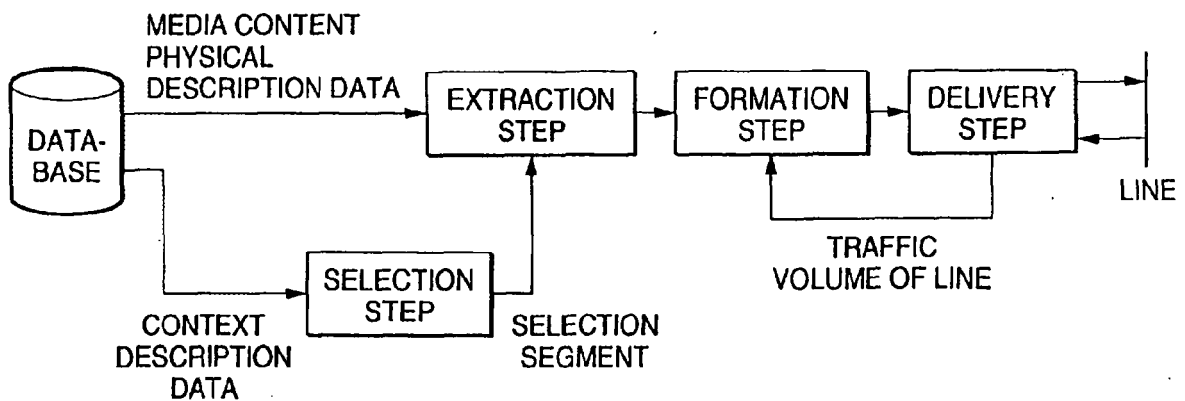 MEDIA CONTENT
PHYSICAL
DESCRIPTION DATA
DATA-
BASE
EXTRACTION
STEP
FORMATION
STEP
DELIVERY
STEP
LINE
TRAFFIC
VOLUME OF LINE
SELECTION
STEP
CONTEXT
DESCRIPTION
DATA
SELECTION
SEGMENT